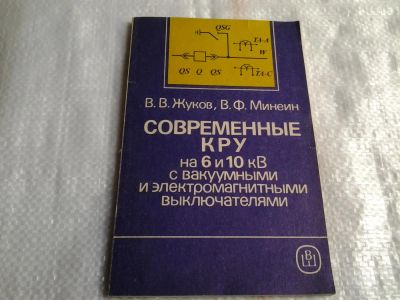 QSG
TA-A
W
QS Q QS
TA-C
В. В. Жуков, В. Ф. Минеин
СОВРЕМЕННЫЕ
КРУ
на 6 и 10 кВ
с вакуумными
и электромагнитными
выключателями
В
Ш